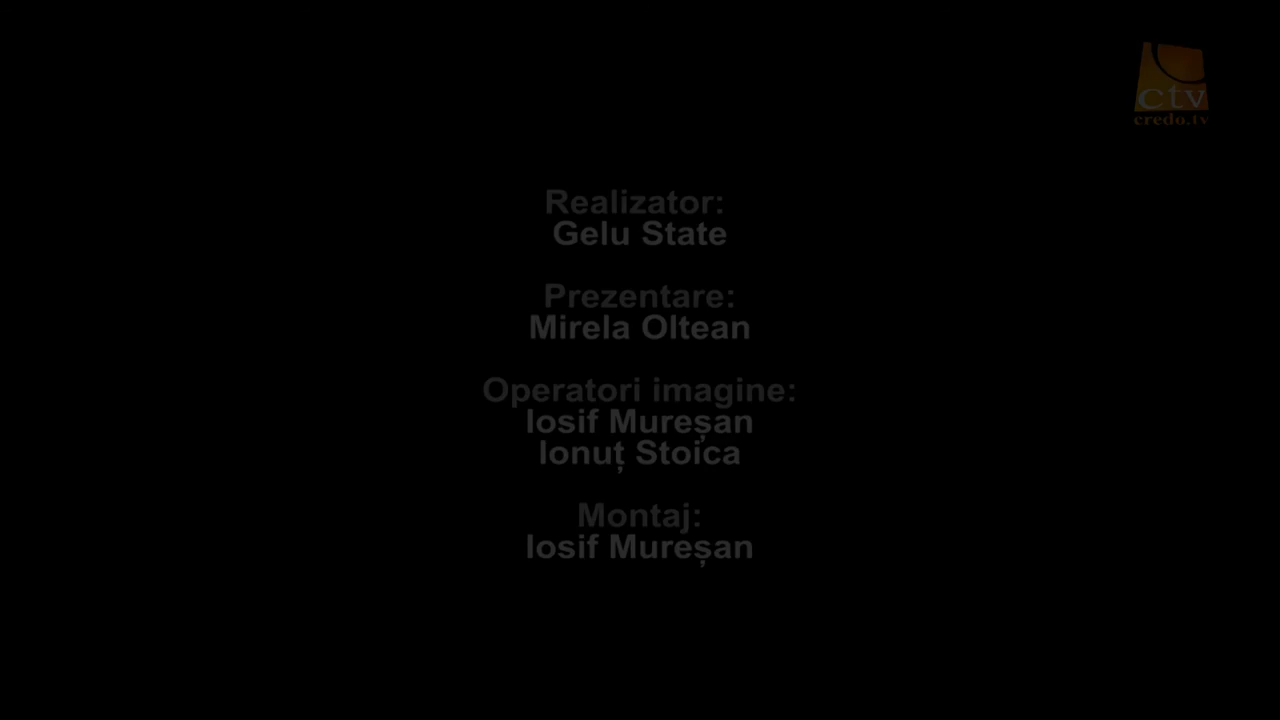 ctv
credo.tv
Realizator:
Gelu State
Prezentare:
Mirela Oltean
Operatori imagine:
Iosif Mureșan
Ionuț Stoica
Montaj:
Iosif Mureșan